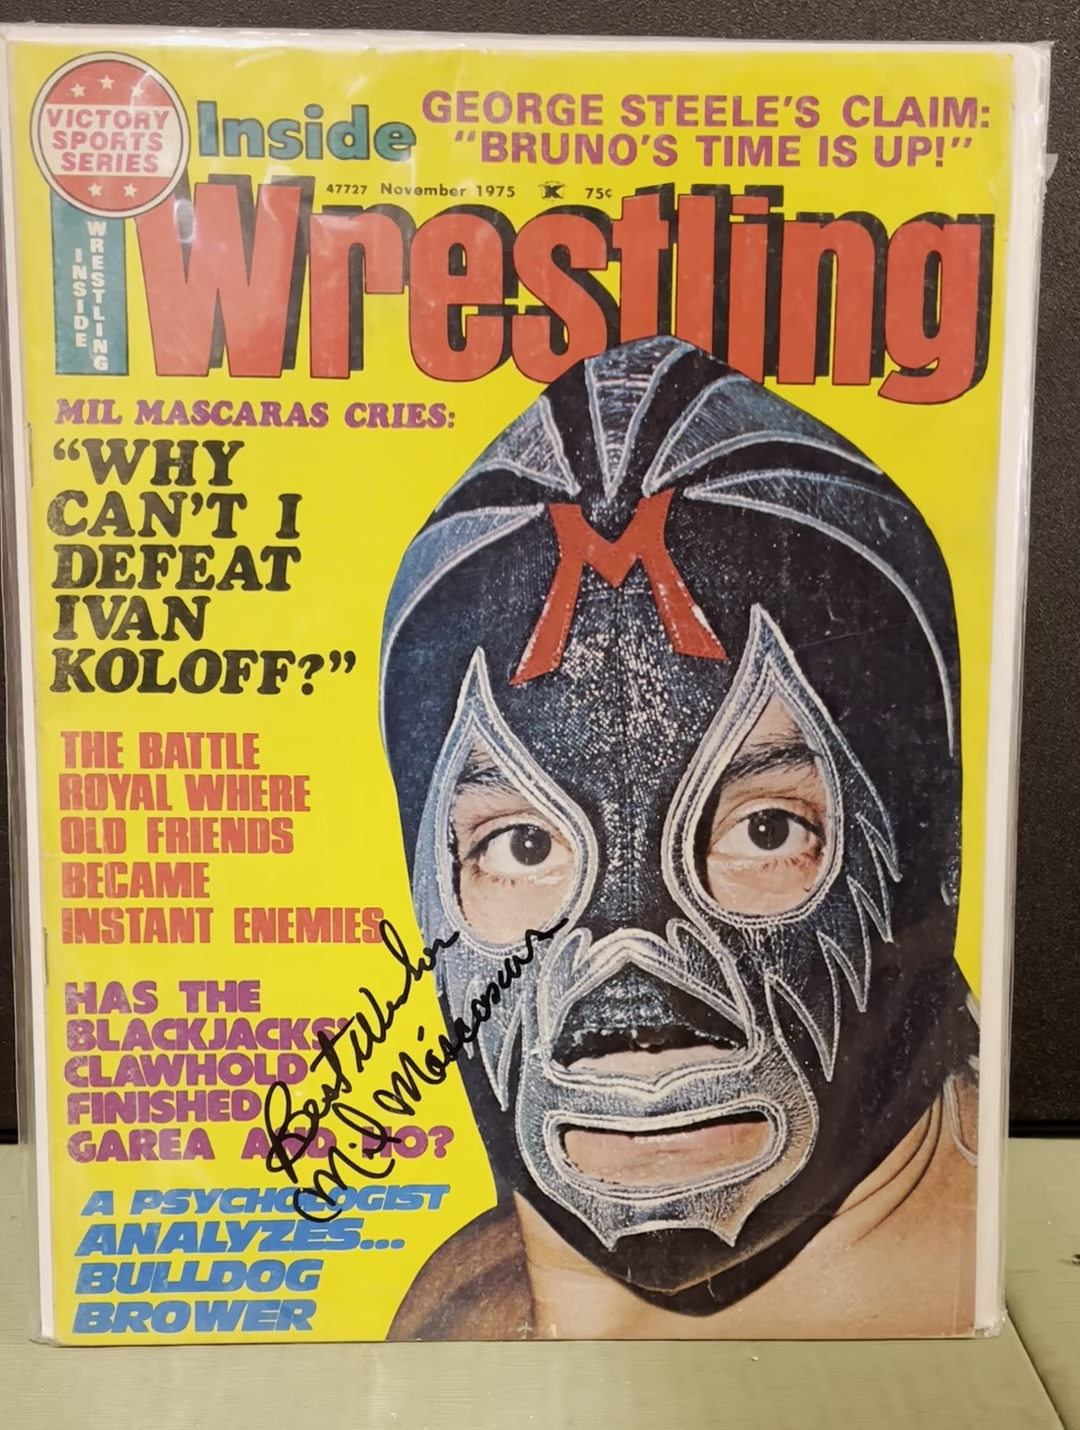 VICTORY
SPORTS
SERIES
Inside
GEORGE STEELE'S CLAIM:
"BRUNO'S TIME IS UP!"
47727 November 1975 K 75¢
Wrestling
INSIDE
WRESTLING
MIL MASCARAS CRIES:
"WHY
CAN'T I
DEFEAT
IVAN
KOLOFF?"
M
THE BATTLE
ROYAL WHERE
OLD FRIENDS
BECAME
INSTANT ENEMIES
HAS THE
BLACKJACKS'
CLAWHOLD
FINISHED
GAREA AND HO?
A PSYCHOLOGIST
ANALYZES...
BULLDOG
BROWER
Best Wishes
Mil Máscaras